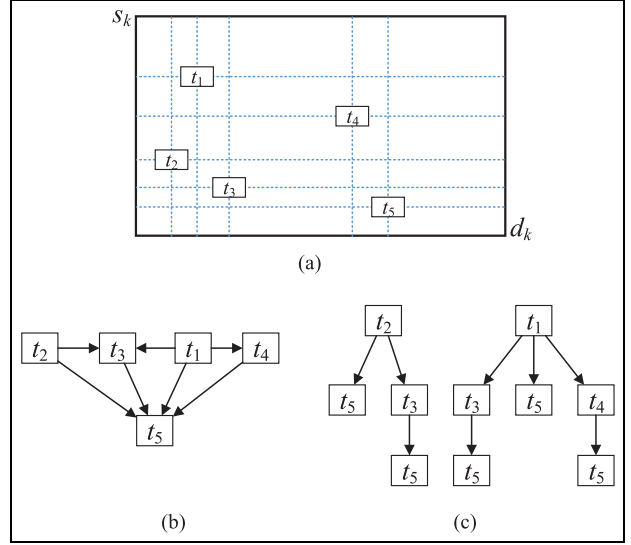 s_k
t_1
t_4
t_2
t_3
t_5
d_k
(a)
t_2 t_3 t_1 t_4
t_5
t_2 t_1
t_5 t_3 t_3 t_5 t_4
t_5 t_5 t_5
(b) (c)